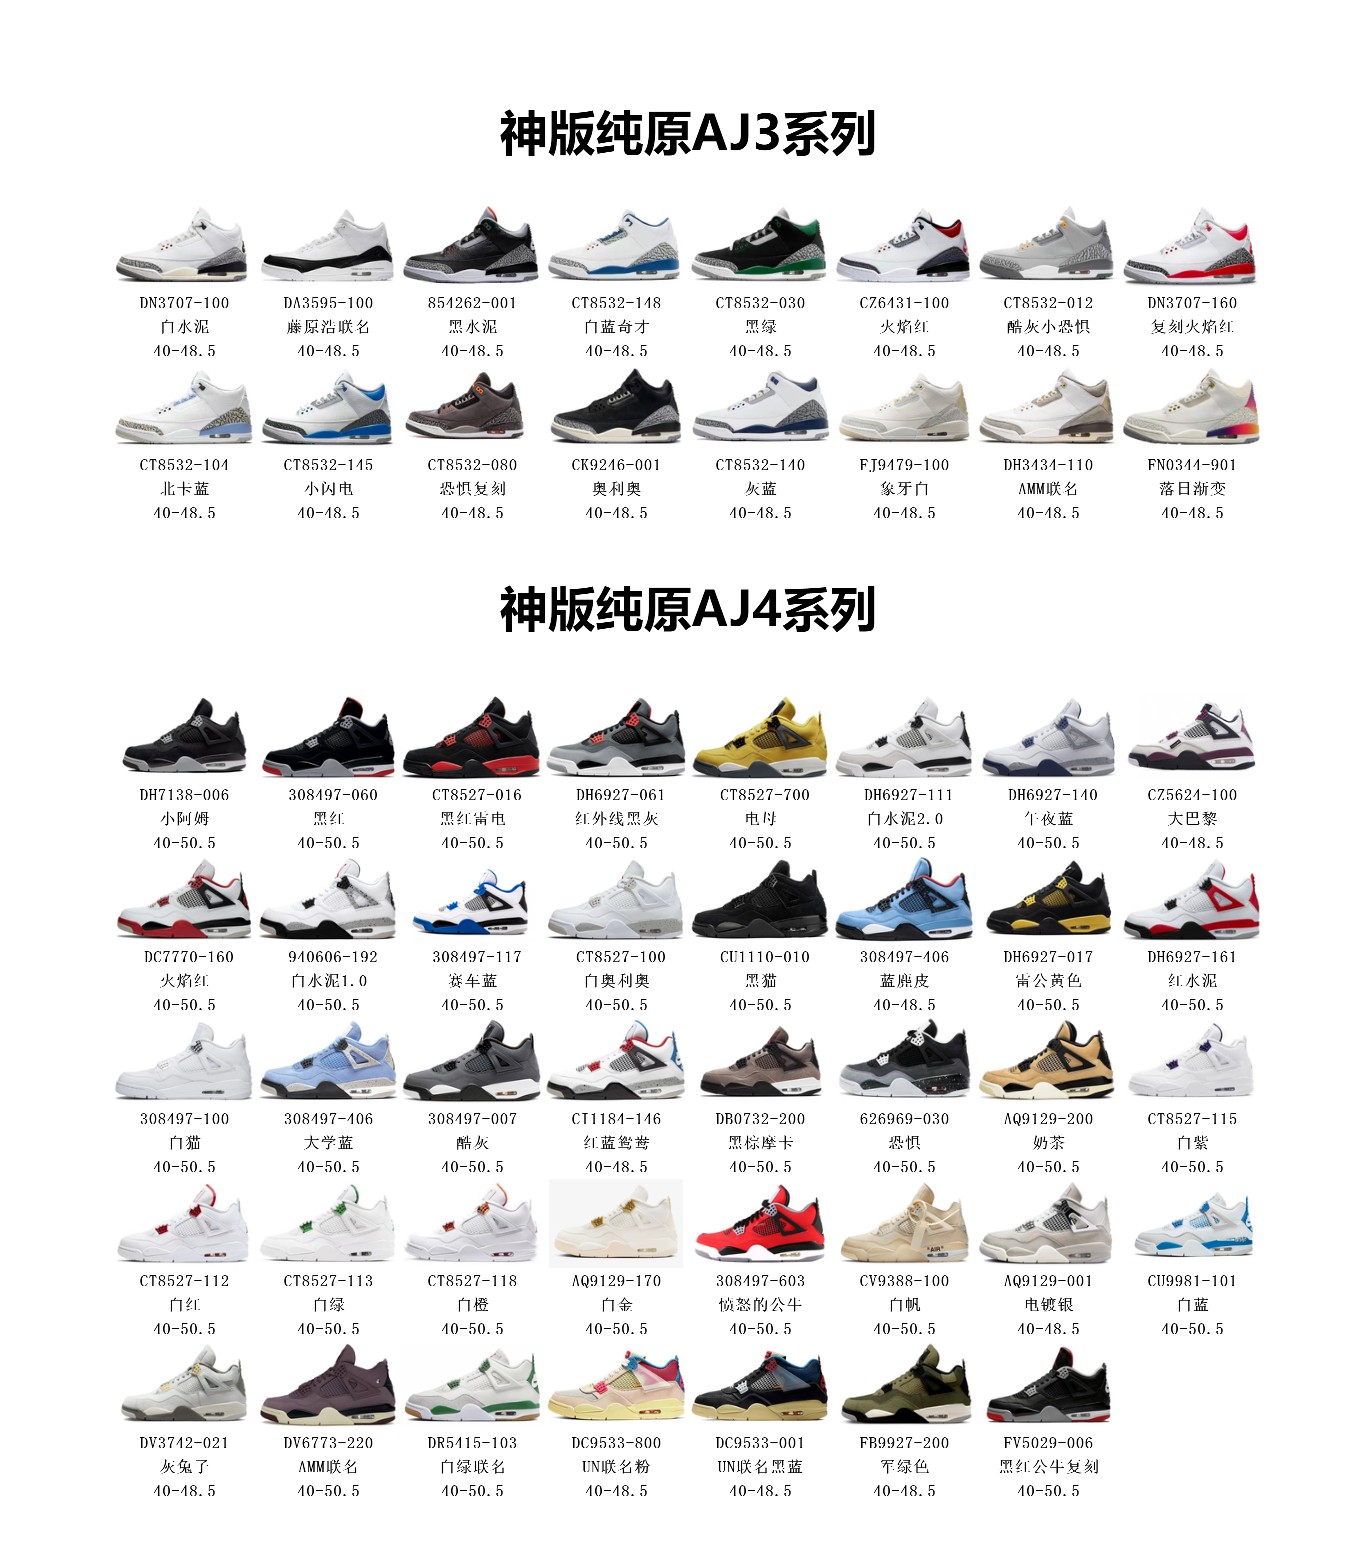 神版纯原AJ3系列
DN3707-100 DA3595-100 854262-001 CT8532-148 CT8532-030 CZ6431-100 CT8532-012 DN3707-160
白水泥 藤原浩联名 黑水泥 白蓝奇才 黑绿 火焰红 酷灰小恐惧 复刻火焰红
40-48.5 40-48.5 40-48.5 40-48.5 40-48.5 40-48.5 40-48.5 40-48.5
CT8532-104 CT8532-145 CT8532-080 CK9246-001 CT8532-140 FJ9479-100 DH3434-110 FN0344-901
北卡蓝 小闪电 恐惧复刻 奥利奥 灰蓝 象牙白 AMM联名 落日渐变
40-48.5 40-48.5 40-48.5 40-48.5 40-48.5 40-48.5 40-48.5 40-48.5
神版纯原AJ4系列
DH7138-006 308497-060 CT8527-016 DH6927-061 CT8527-700 DH6927-111 DH6927-140 CZ5624-100
小阿姆 黑红 黑红雷电 红外线黑灰 电母 白水泥2.0 午夜蓝 大巴黎
40-50.5 40-50.5 40-50.5 40-50.5 40-50.5 40-50.5 40-50.5 40-48.5
DC7770-160 940606-192 308497-117 CT8527-100 CU1110-010 308497-406 DH6927-017 DH6927-161
火焰红 白水泥1.0 赛车蓝 白奥利奥 黑猫 蓝麂皮 雷公黄色 红水泥
40-50.5 40-50.5 40-50.5 40-50.5 40-50.5 40-48.5 40-50.5 40-50.5
308497-100 308497-406 308497-007 CI1184-146 DB0732-200 626969-030 AQ9129-200 CT8527-115
白猫 大学蓝 酷灰 红蓝鸳鸯 黑棕摩卡 恐惧 奶茶 白紫
40-50.5 40-50.5 40-50.5 40-48.5 40-50.5 40-50.5 40-50.5 40-50.5
CT8527-112 CT8527-113 CT8527-118 AQ9129-170 308497-603 CV9388-100 AQ9129-001 CU9981-101
白红 白绿 白橙 白金 愤怒的公牛 白帆 电镀银 白蓝
40-50.5 40-50.5 40-50.5 40-50.5 40-50.5 40-50.5 40-48.5 40-50.5
DV3742-021 DV6773-220 DR5415-103 DC9533-800 DC9533-001 FB9927-200 FV5029-006
灰兔子 AMM联名 白绿联名 UN联名粉 UN联名黑蓝 军绿色 黑红公牛复刻
40-48.5 40-50.5 40-50.5 40-48.5 40-48.5 40-48.5 40-50.5